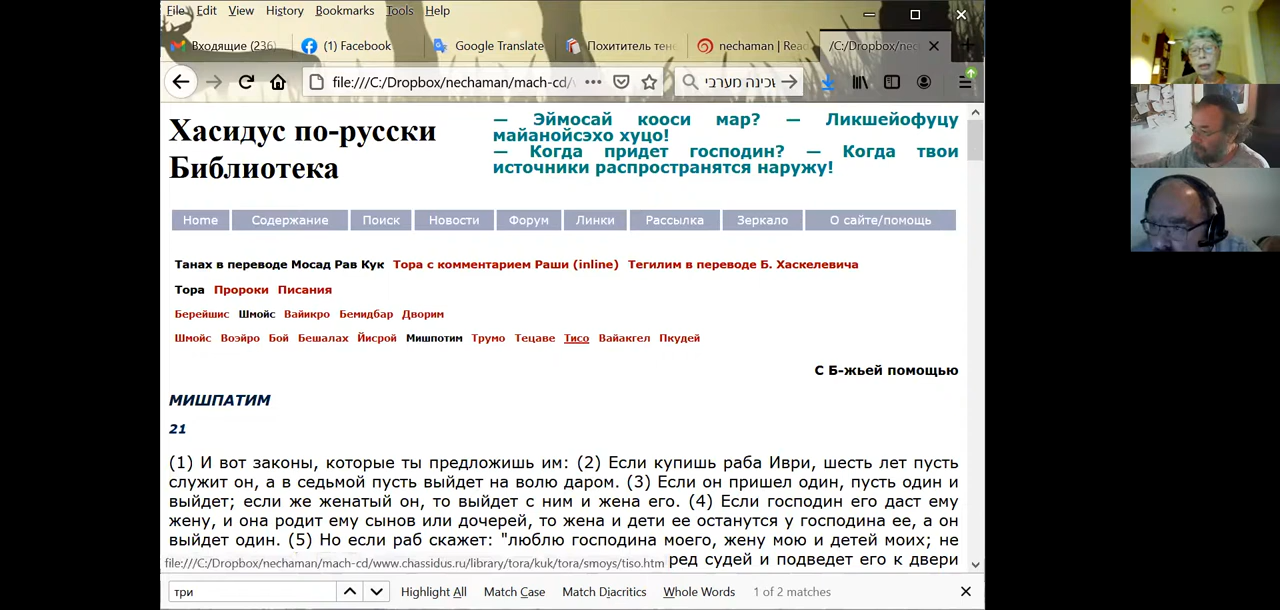 File Edit View History Bookmarks Tools Help
Входящие (236) (1) Facebook Google Translate Похититель тен nechaman | Rea /C:/Dropbox/nec
file:///C:/Dropbox/nechaman/mach-cd/ שכינה מערבי
Хасидус по-русски
Библиотека
— Эймосай кооси мар? — Ликшейофуцу
майанойсэхо хуцо!
— Когда придет господин? — Когда твои
источники распространятся наружу!
Home Содержание Поиск Новости Форум Линки Рассылка Зеркало О сайте/помощь
Танах в переводе Мосад Рав Кук Тора с комментарием Раши (inline) Тегилим в переводе Б. Хаскелевича
Тора Пророки Писания
Берейшис Шмойс Вайикро Бемидбар Дворим
Шмойс Воэйро Бой Бешалах Йисрой Мишпотим Трумо Тецаве Тисо Вайакгел Пкудей
С Б-жьей помощью
МИШПАТИМ
21
(1) И вот законы, которые ты предложишь им: (2) Если купишь раба Иври, шесть лет пусть
служит он, а в седьмой пусть выйдет на волю даром. (3) Если он пришел один, пусть один и
выйдет; если же женатый он, то выйдет с ним и жена его. (4) Если господин его даст ему
жену, и она родит ему сынов или дочерей, то жена и дети ее останутся у господина ее, а он
выйдет один. (5) Но если раб скажет: "люблю господина моего, жену мою и детей моих; не
file:///C:/Dropbox/nechaman/mach-cd/www.chassidus.ru/library/tora/kuk/tora/smoys/tiso.htm ред судей и подведет его к двери
три Highlight All Match Case Match Diacritics Whole Words 1 of 2 matches